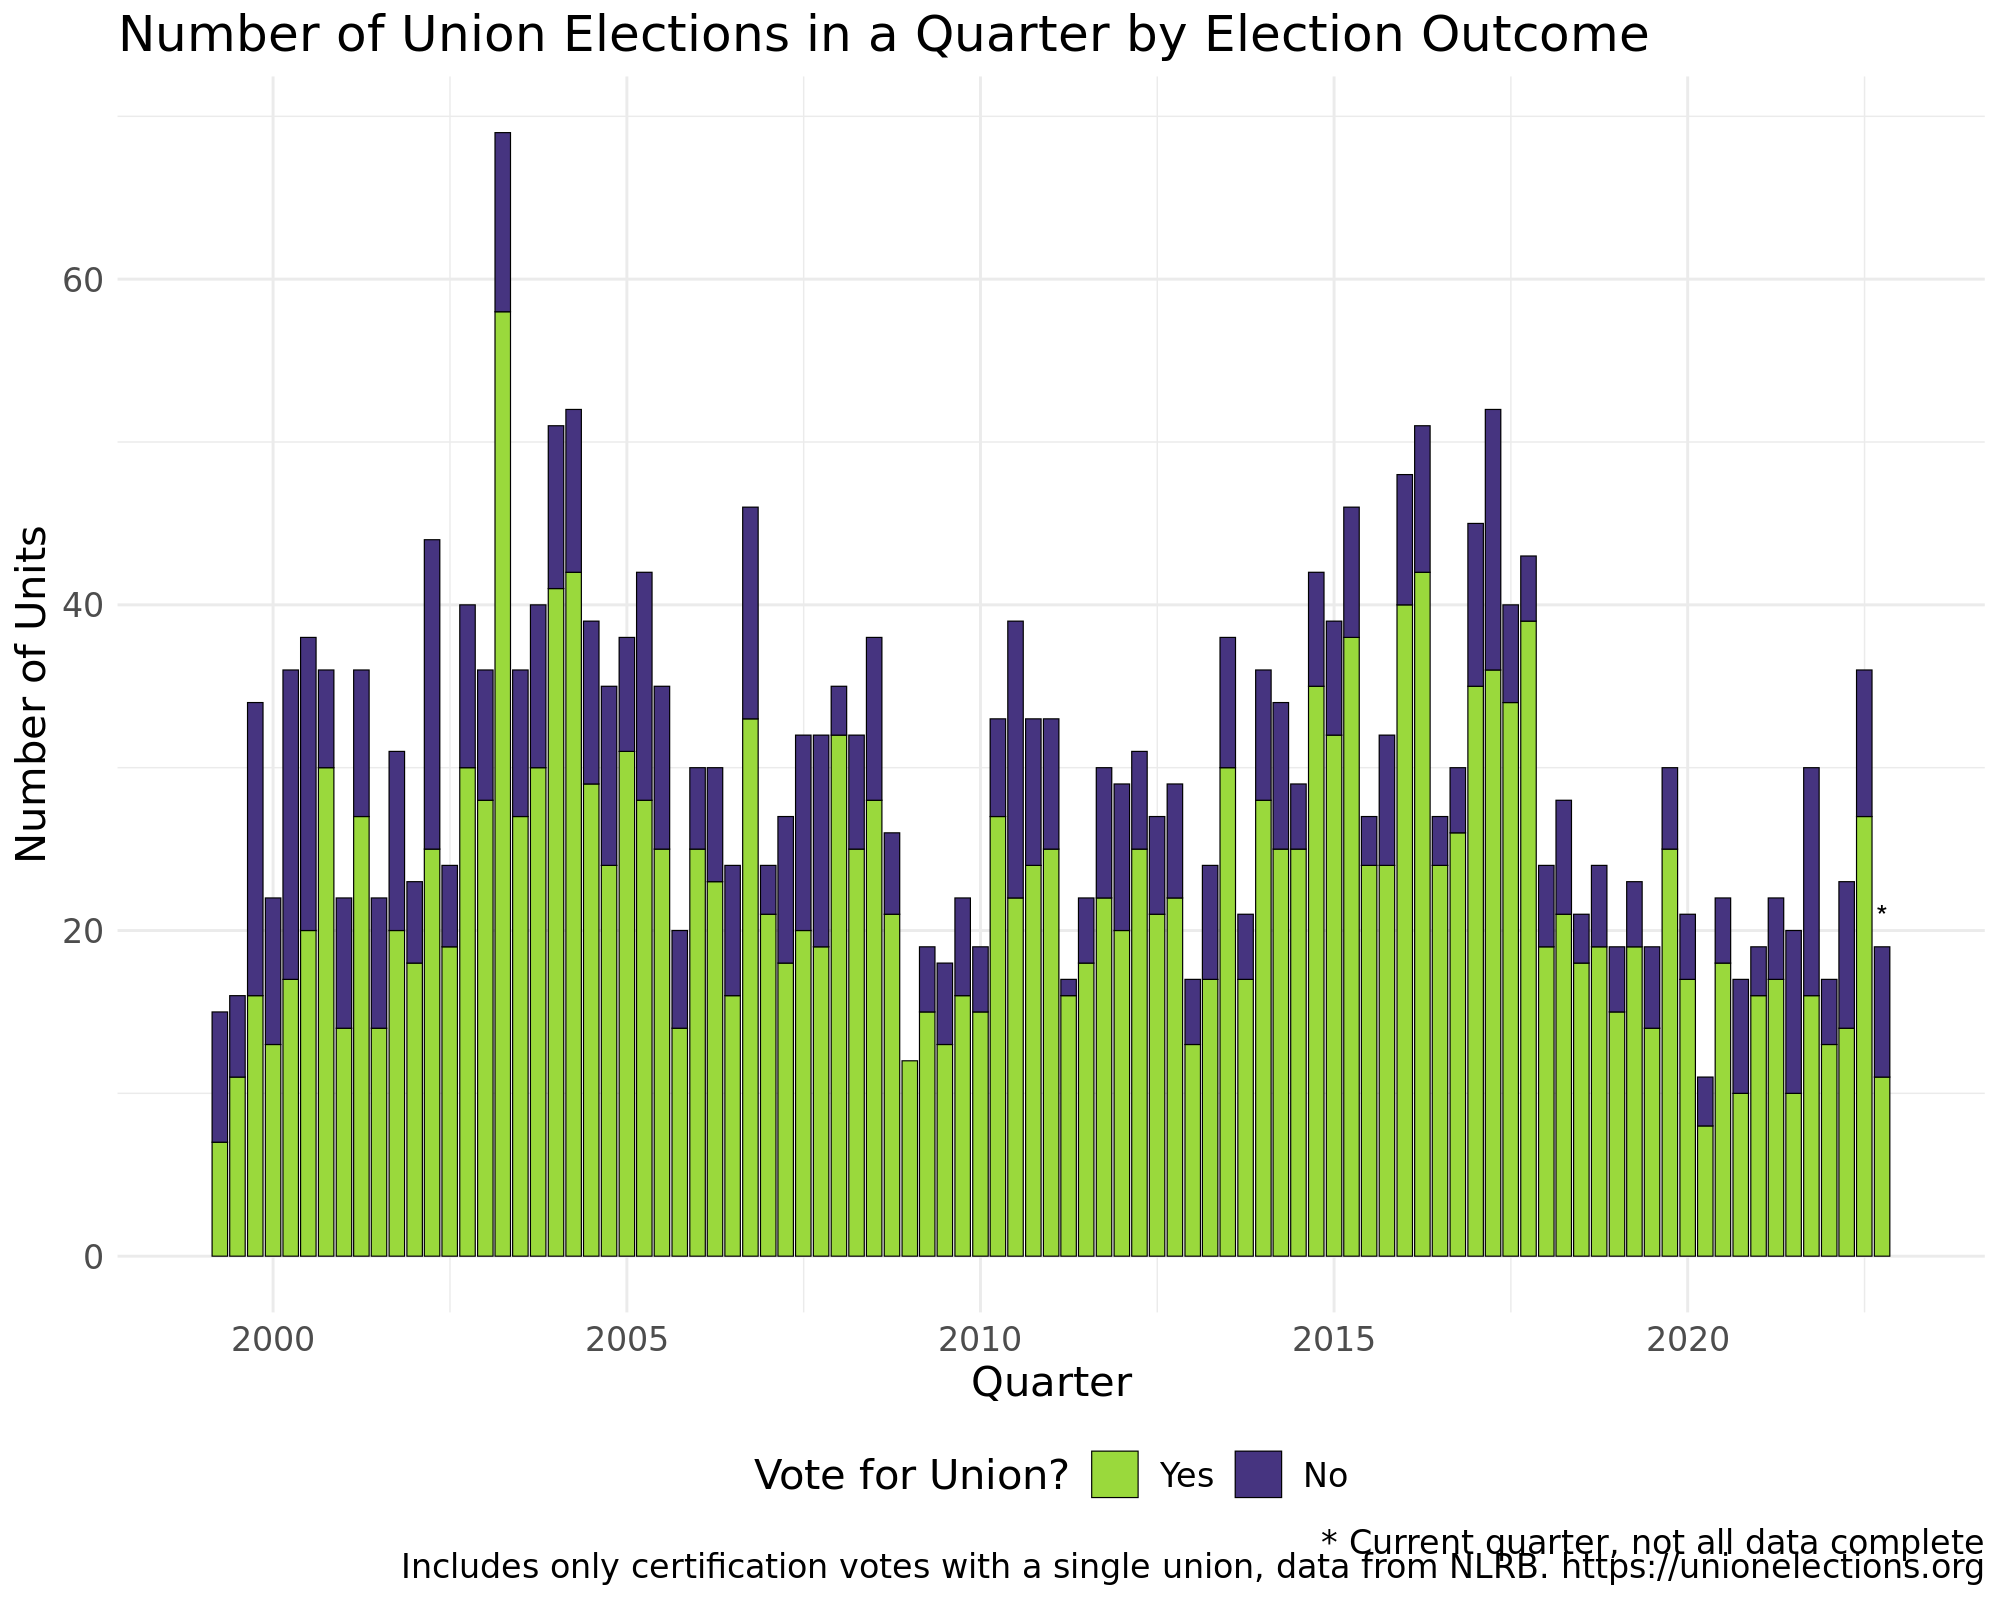 Number of Union Elections in a Quarter by Election Outcome
Number of Units
60
40
20
0
*
2000 2005 2010 2015 2020
Quarter
Vote for Union? Yes No
* Current quarter, not all data complete
Includes only certification votes with a single union, data from NLRB. https://unionelections.org